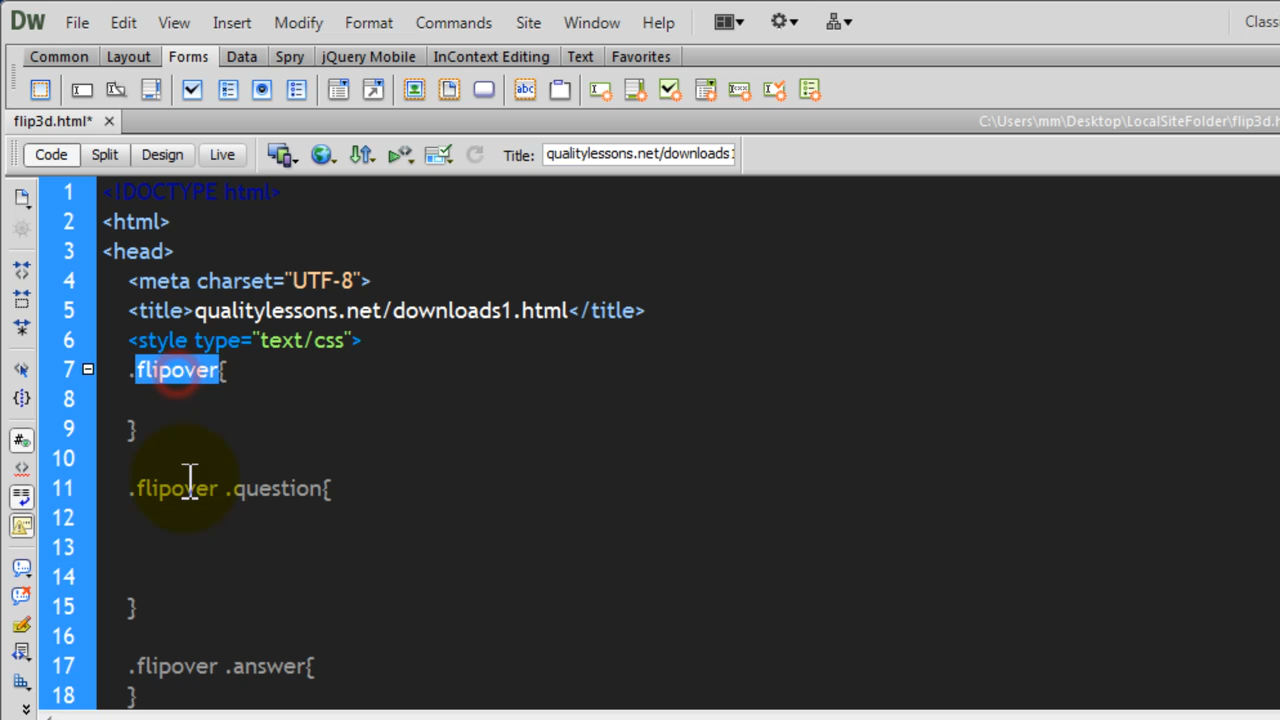 Dw File Edit View Insert Modify Format Commands Site Window Help Class
Common Layout Forms Data Spry jQuery Mobile InContext Editing Text Favorites
abc
flip3d.html* C:\Users\mm\Desktop\LocalSiteFolder\flip3d.h
Code Split Design Live Title: qualitylessons.net/downloads1
1 <!DOCTYPE html>
2 <html>
3 <head>
4 <meta charset="UTF-8">
5 <title>qualitylessons.net/downloads1.html</title>
6 <style type="text/css">
7 .flipover{
8
9 }
10
11 .flipover .question{
12
13
14
15 }
16
17 .flipover .answer{
18 }